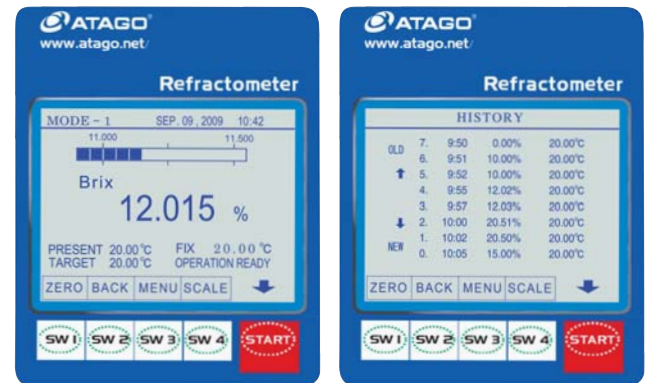 ATAGO®
www.atago.net/
Refractometer
MODE - 1 SEP. 09 , 2009 10:42
11.000 11.500
Brix
12.015 %
PRESENT 20.00°C FIX 20.00°C
TARGET 20.00°C OPERATION READY
ZERO BACK MENU SCALE
SW 1 SW 2 SW 3 SW 4 START
ATAGO®
www.atago.net/
Refractometer
HISTORY
OLD
7. 9:50 0.00% 20.00°C
6. 9:51 10.00% 20.00°C
5. 9:52 10.00% 20.00°C
4. 9:55 12.02% 20.00°C
3. 9:57 12.03% 20.00°C
2. 10:00 20.51% 20.00°C
NEW
1. 10:02 20.50% 20.00°C
0. 10:05 15.00% 20.00°C
ZERO BACK MENU SCALE
SW 1 SW 2 SW 3 SW 4 START